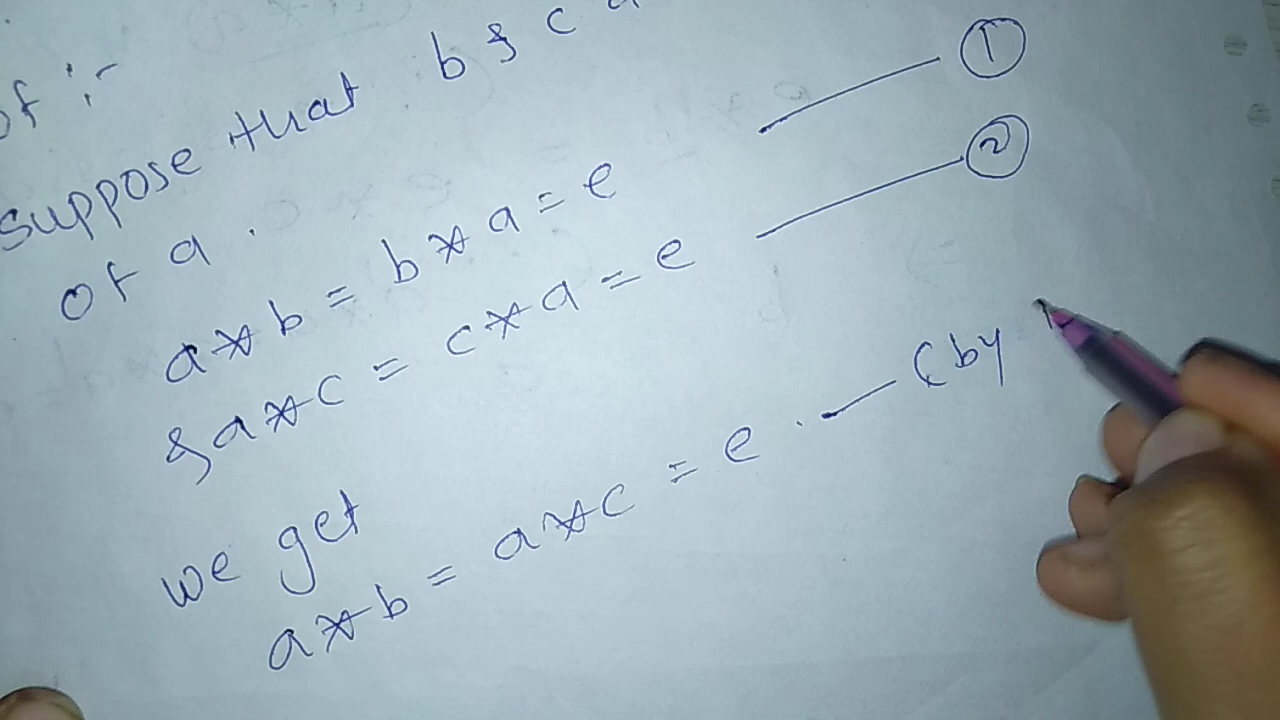 of :-
suppose that b & c
of a.
a * b = b * a = e —— ①
& a * c = c * a = e —— ②
we get
a * b = a * c = e . — (by